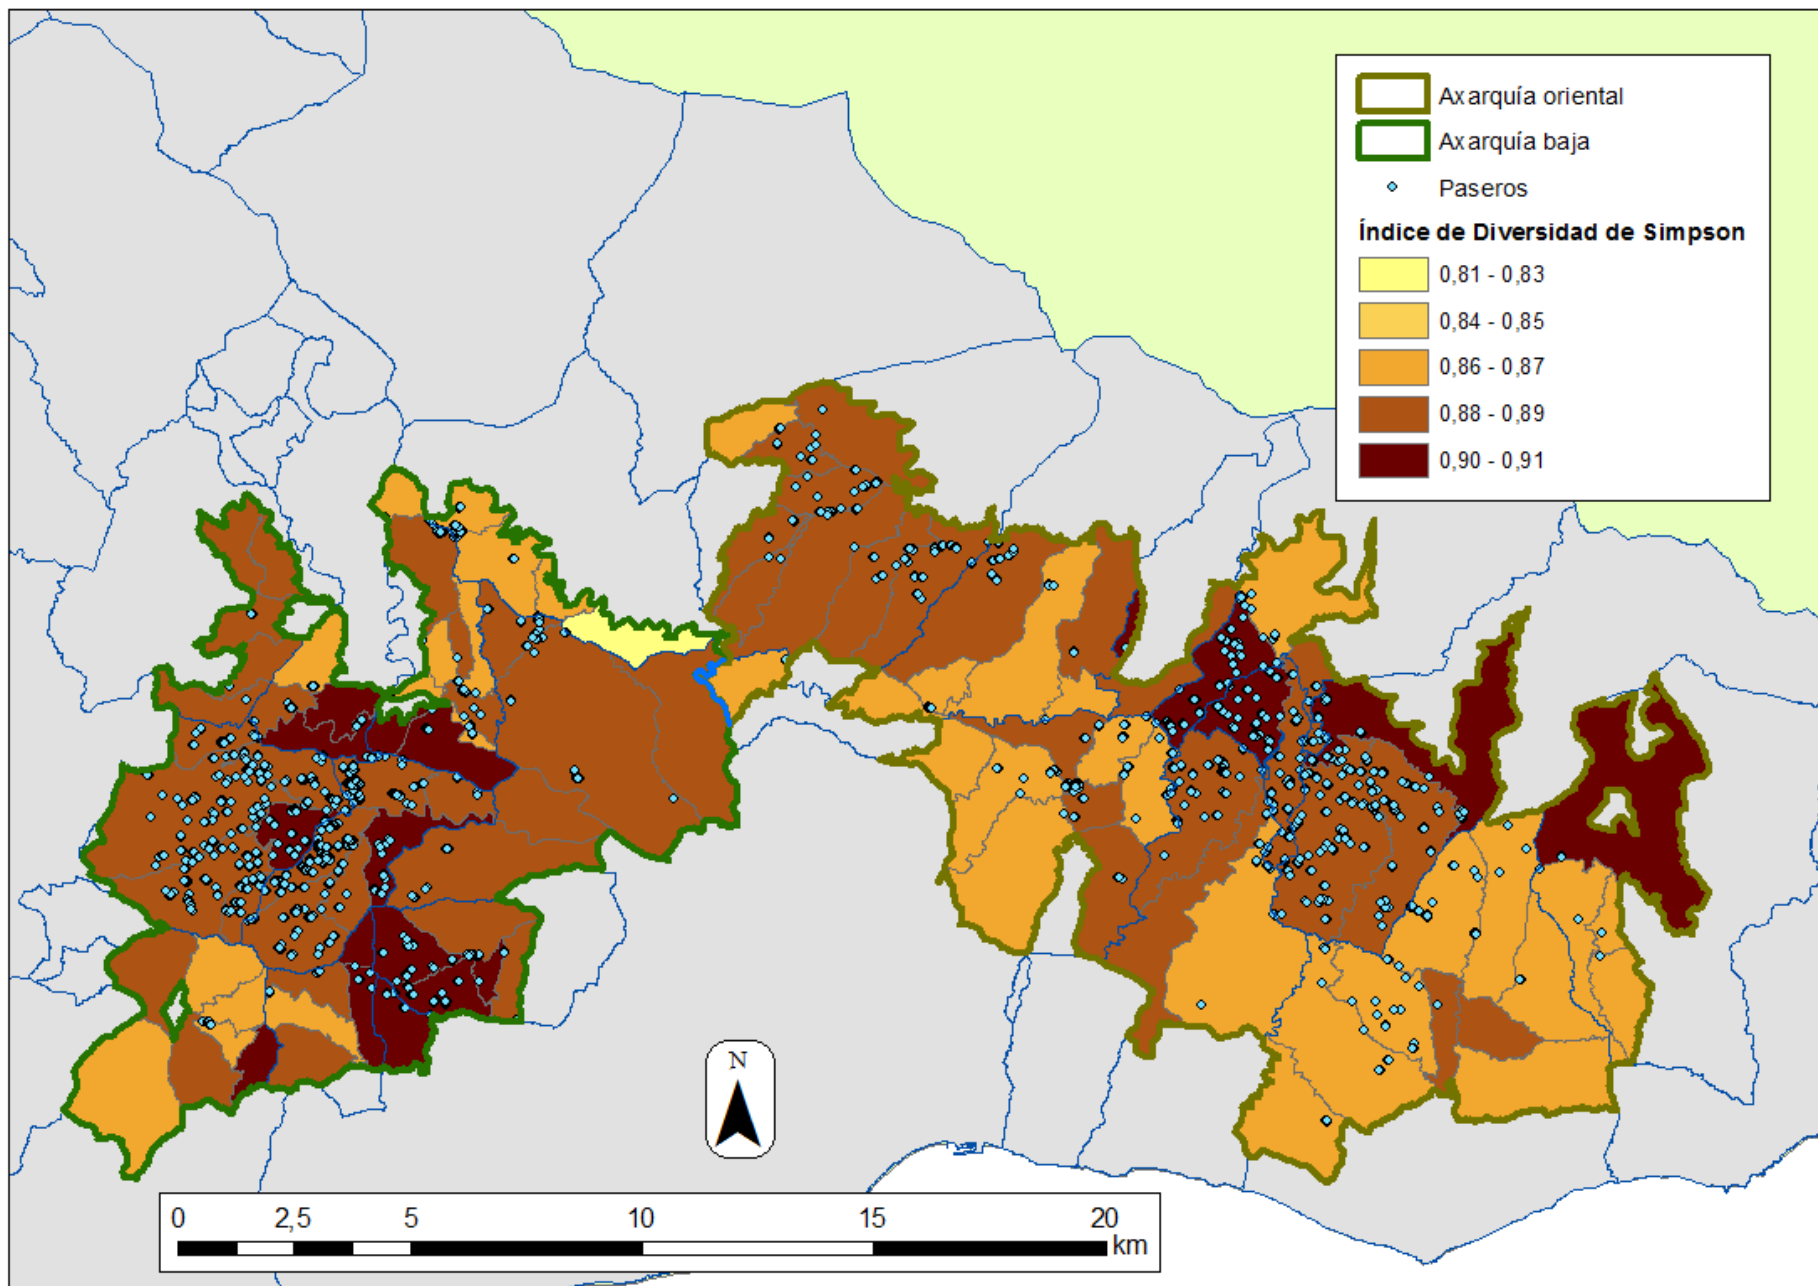 Axarquía oriental
Axarquía baja
Paseros
Índice de Diversidad de Simpson
0,81 - 0,83
0,84 - 0,85
0,86 - 0,87
0,88 - 0,89
0,90 - 0,91
N
0 2,5 5 10 15 20
km